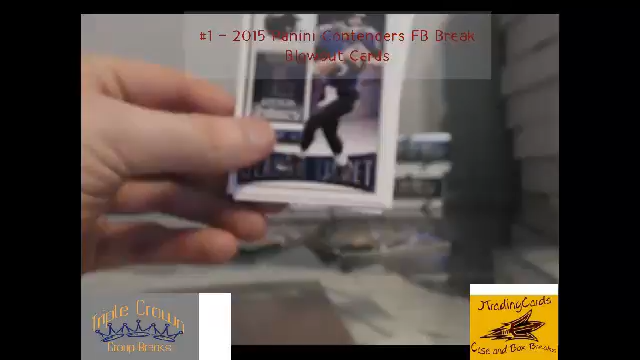 #1 - 2015 Panini Contenders FB Break
Blowout Cards
Triple Crown
Group Breaks
JTradingCards
Case and Box Breaks